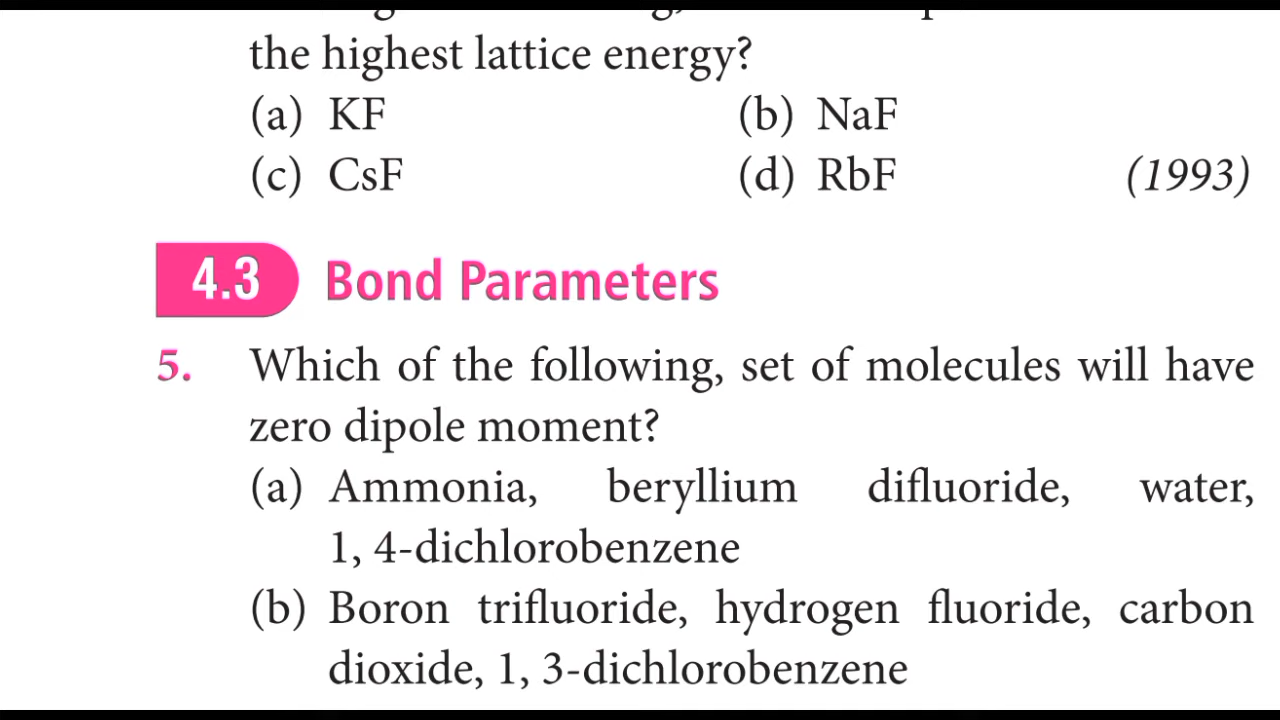 the highest lattice energy?
(a) KF (b) NaF
(c) CsF (d) RbF (1993)
4.3 Bond Parameters
5. Which of the following, set of molecules will have
zero dipole moment?
(a) Ammonia, beryllium difluoride, water,
1, 4-dichlorobenzene
(b) Boron trifluoride, hydrogen fluoride, carbon
dioxide, 1, 3-dichlorobenzene